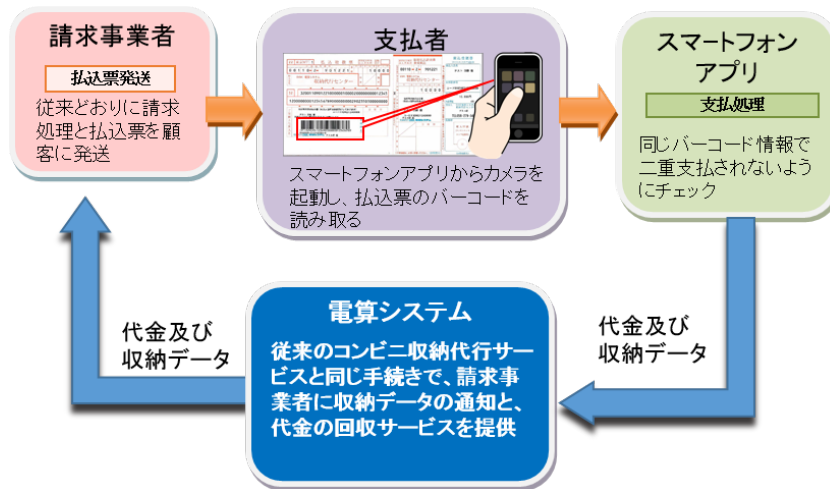 請求事業者
払込票発送
従来どおりに請求
処理と払込票を顧
客に発送
支払者
スマートフォンアプリからカメラを
起動し、払込票のバーコードを
読み取る
スマートフォン
アプリ
支払処理
同じバーコード情報で
二重支払されないよう
にチェック
代金及び
収納データ
電算システム
従来のコンビニ収納代行サー
ビスと同じ手続きで、請求事
業者に収納データの通知と、
代金の回収サービスを提供
代金及び
収納データ